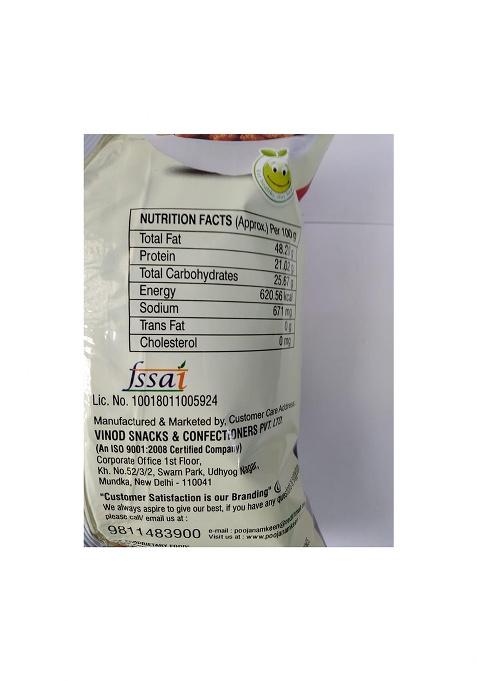 NUTRITION FACTS (Approx.) Per 100 g
Total Fat 48.2 g
Protein 21.02 g
Total Carbohydrates 25.67 g
Energy 620.56 kcal
Sodium 671 mg
Trans Fat 0 g
Cholesterol 0 mg
fssai
Lic. No. 10018011005924
Manufactured & Marketed by, Customer Care Address
VINOD SNACKS & CONFECTIONERS PVT. LTD.
(An ISO 9001:2008 Certified Company)
Corporate Office 1st Floor,
Kh. No.52/3/2, Swarn Park, Udhyog Nagar,
Mundka, New Delhi - 110041
"Customer Satisfaction is our Branding"
We always aspire to give our best, if you have any
please call/ email us at :
9811483900
e-mail :
Visit us at :